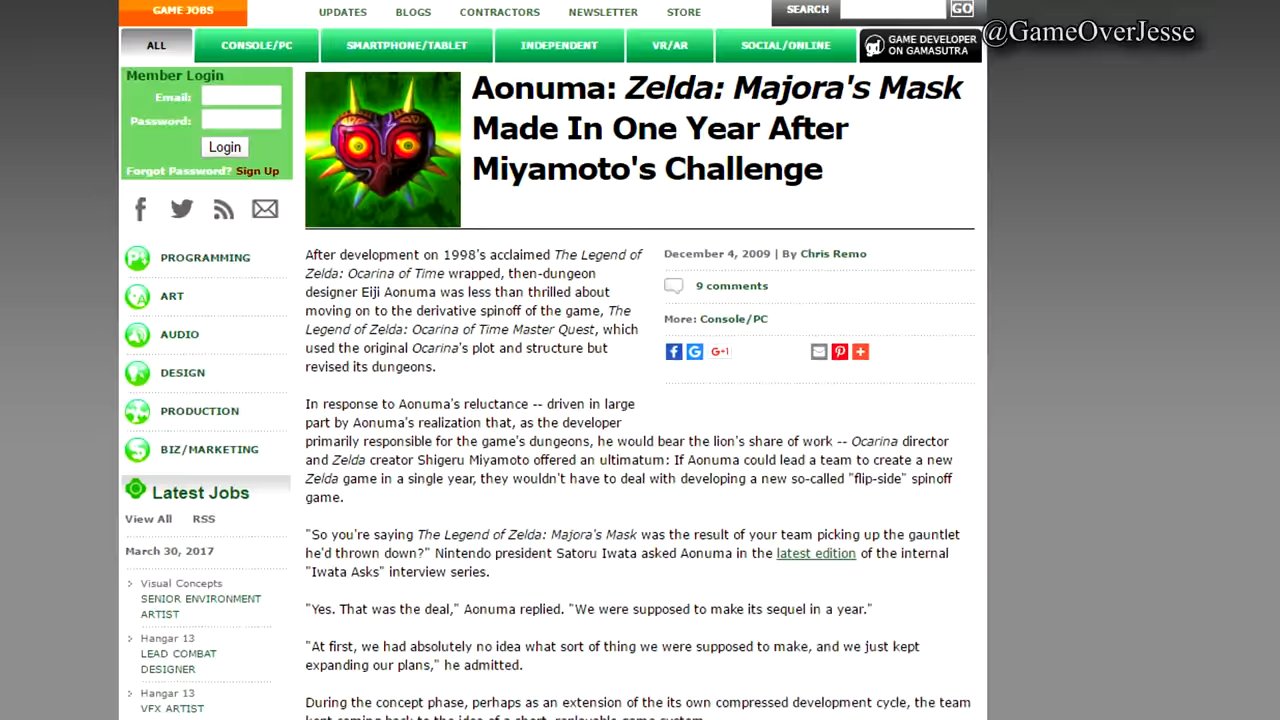 GAME JOBS
UPDATES BLOGS CONTRACTORS NEWSLETTER STORE
SEARCH GO
@GameOverJesse
ALL CONSOLE/PC SMARTPHONE/TABLET INDEPENDENT VR/AR SOCIAL/ONLINE
gd GAME DEVELOPER
ON GAMASUTRA
Member Login
Email:
Password:
Login
Forgot Password? Sign Up
PROGRAMMING
ART
AUDIO
DESIGN
PRODUCTION
BIZ/MARKETING
Latest Jobs
View All RSS
March 30, 2017
Visual Concepts
SENIOR ENVIRONMENT
ARTIST
Hangar 13
LEAD COMBAT
DESIGNER
Hangar 13
VFX ARTIST
Aonuma: Zelda: Majora's Mask
Made In One Year After
Miyamoto's Challenge
December 4, 2009 | By Chris Remo
9 comments
More: Console/PC
G+1
After development on 1998's acclaimed The Legend of
Zelda: Ocarina of Time wrapped, then-dungeon
designer Eiji Aonuma was less than thrilled about
moving on to the derivative spinoff of the game, The
Legend of Zelda: Ocarina of Time Master Quest, which
used the original Ocarina's plot and structure but
revised its dungeons.
In response to Aonuma's reluctance -- driven in large
part by Aonuma's realization that, as the developer
primarily responsible for the game's dungeons, he would bear the lion's share of work -- Ocarina director
and Zelda creator Shigeru Miyamoto offered an ultimatum: If Aonuma could lead a team to create a new
Zelda game in a single year, they wouldn't have to deal with developing a new so-called "flip-side" spinoff
game.
"So you're saying The Legend of Zelda: Majora's Mask was the result of your team picking up the gauntlet
he'd thrown down?" Nintendo president Satoru Iwata asked Aonuma in the latest edition of the internal
"Iwata Asks" interview series.
"Yes. That was the deal," Aonuma replied. "We were supposed to make its sequel in a year."
"At first, we had absolutely no idea what sort of thing we were supposed to make, and we just kept
expanding our plans," he admitted.
During the concept phase, perhaps as an extension of the its own compressed development cycle, the team
kept coming back to the idea of a short, replayable game system.